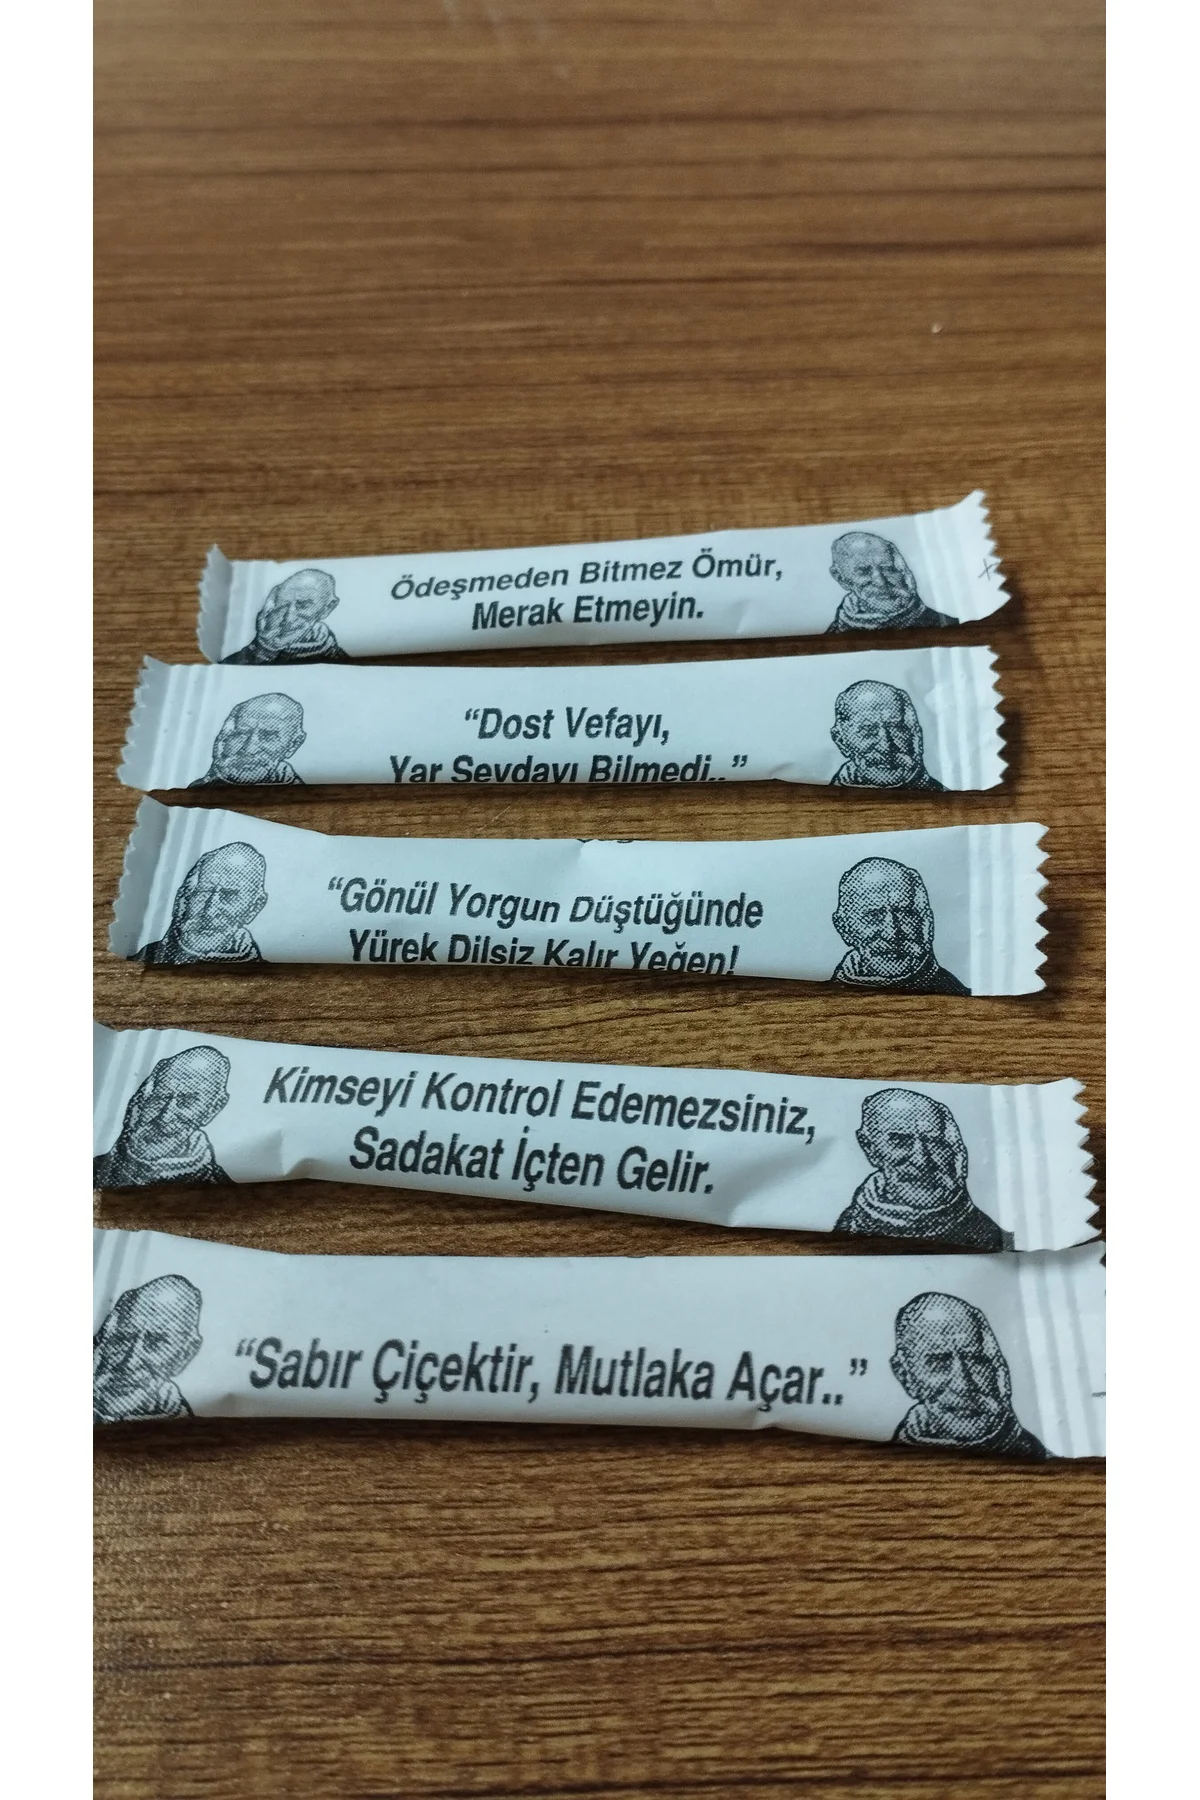 Ödeşmeden Bitmez Ömür,
Merak Etmeyin.
“Dost Vefayı,
Yar Sevdayı Bilmedi..”
“Gönül Yorgun Düştüğünde
Yürek Dilsiz Kalır Yeğen!
Kimseyi Kontrol Edemezsiniz,
Sadakat İçten Gelir.
“Sabır Çiçektir, Mutlaka Açar..”